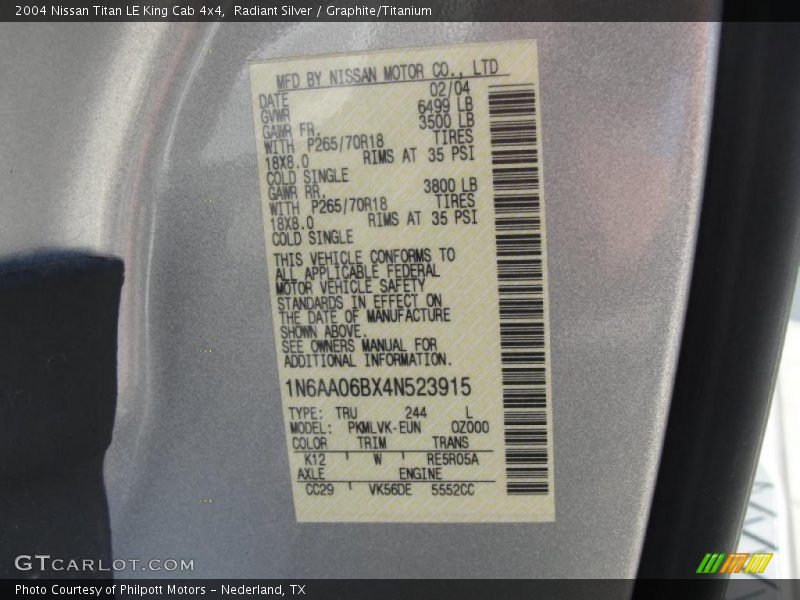 2004 Nissan Titan LE King Cab 4x4,  Radiant Silver / Graphite/Titanium
MFD BY NISSAN MOTOR CO., LTD
DATE 02/04
GVWR 6499 LB
GAWR FR. 3500 LB
WITH P265/70R18 TIRES
18X8.0 RIMS AT 35 PSI
COLD SINGLE
GAWR RR. 3800 LB
WITH P265/70R18 TIRES
18X8.0 RIMS AT 35 PSI
COLD SINGLE
THIS VEHICLE CONFORMS TO
ALL APPLICABLE FEDERAL
MOTOR VEHICLE SAFETY
STANDARDS IN EFFECT ON
THE DATE OF MANUFACTURE
SHOWN ABOVE.
SEE OWNERS MANUAL FOR
ADDITIONAL INFORMATION.
1N6AA06BX4N523915
TYPE: TRU 244 L
MODEL: PKMLVK-EUN 0Z000
COLOR TRIM TRANS
K12 W RE5R05A
AXLE ENGINE
CC29 VK56DE 5552CC
GTCARLOT.COM
Photo Courtesy of Philpott Motors – Nederland, TX